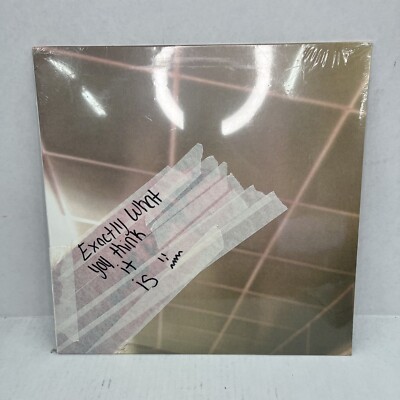 Exactly What
you think
it
is